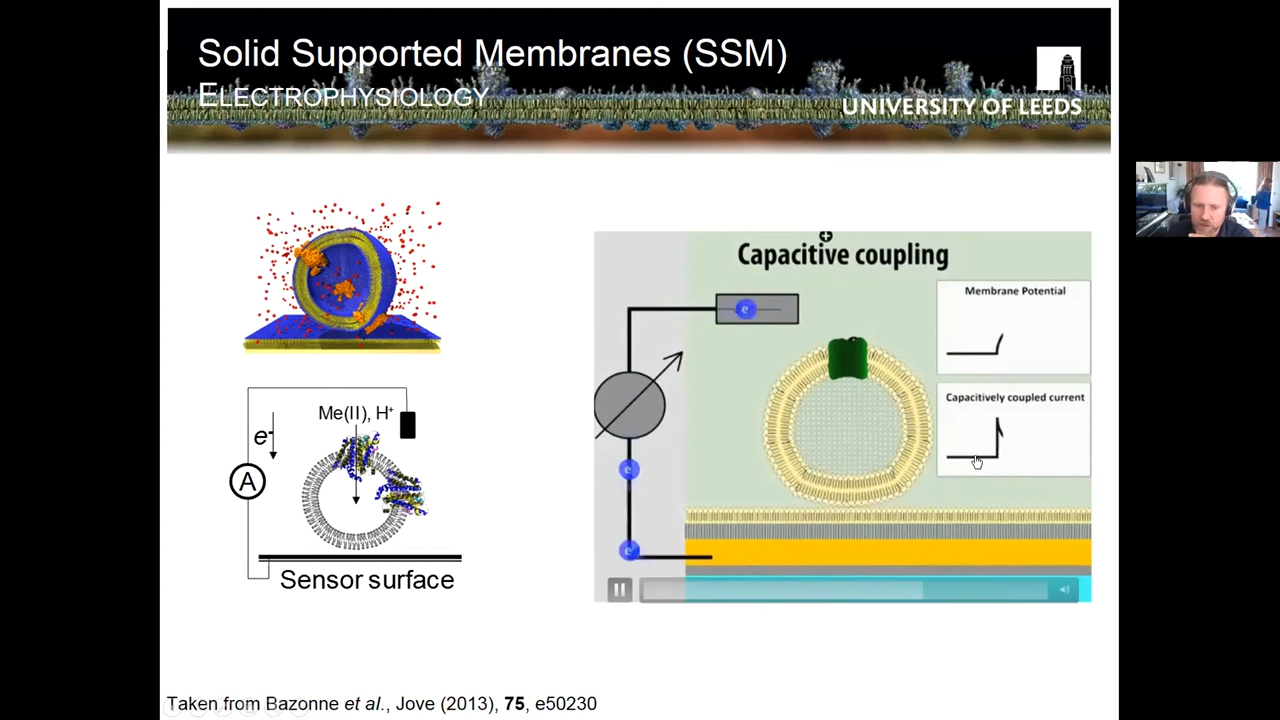 Solid Supported Membranes (SSM)
ELECTROPHYSIOLOGY
UNIVERSITY OF LEEDS
Me(II), H+
e-
A
Sensor surface
Capacitive coupling
e
Membrane Potential
Capacitively coupled current
e
e
Taken from Bazonne et al., Jove (2013), 75, e50230